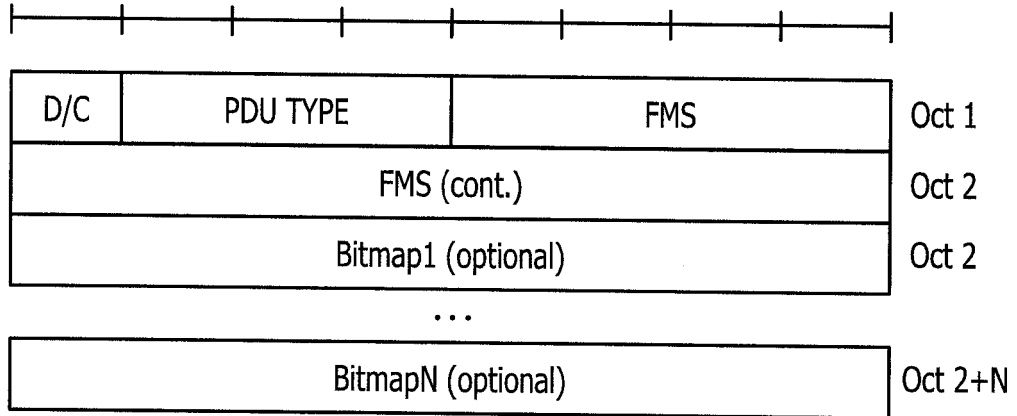 D/C PDU TYPE FMS Oct 1
FMS (cont.) Oct 2
Bitmap1 (optional) Oct 2
...
BitmapN (optional) Oct 2+N